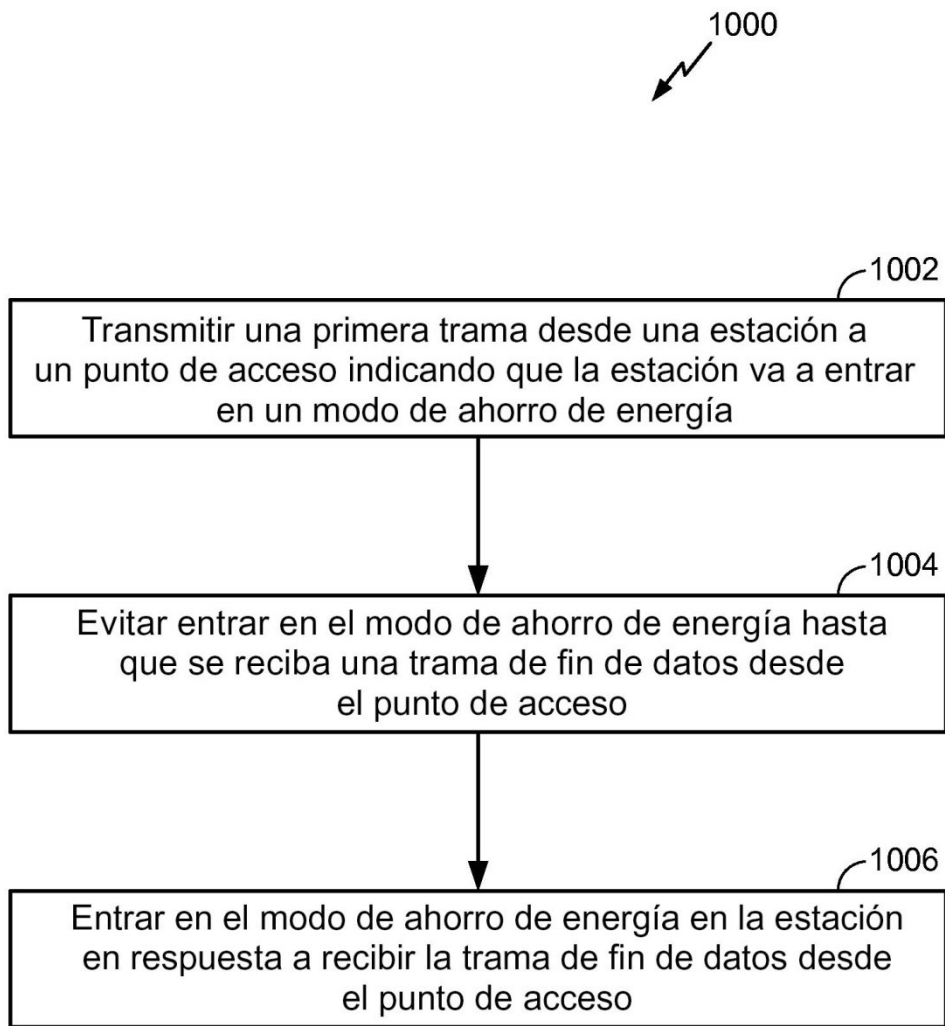 1000
1002
Transmitir una primera trama desde una estación a
un punto de acceso indicando que la estación va a entrar
en un modo de ahorro de energía
1004
Evitar entrar en el modo de ahorro de energía hasta
que se reciba una trama de fin de datos desde
el punto de acceso
1006
Entrar en el modo de ahorro de energía en la estación
en respuesta a recibir la trama de fin de datos desde
el punto de acceso